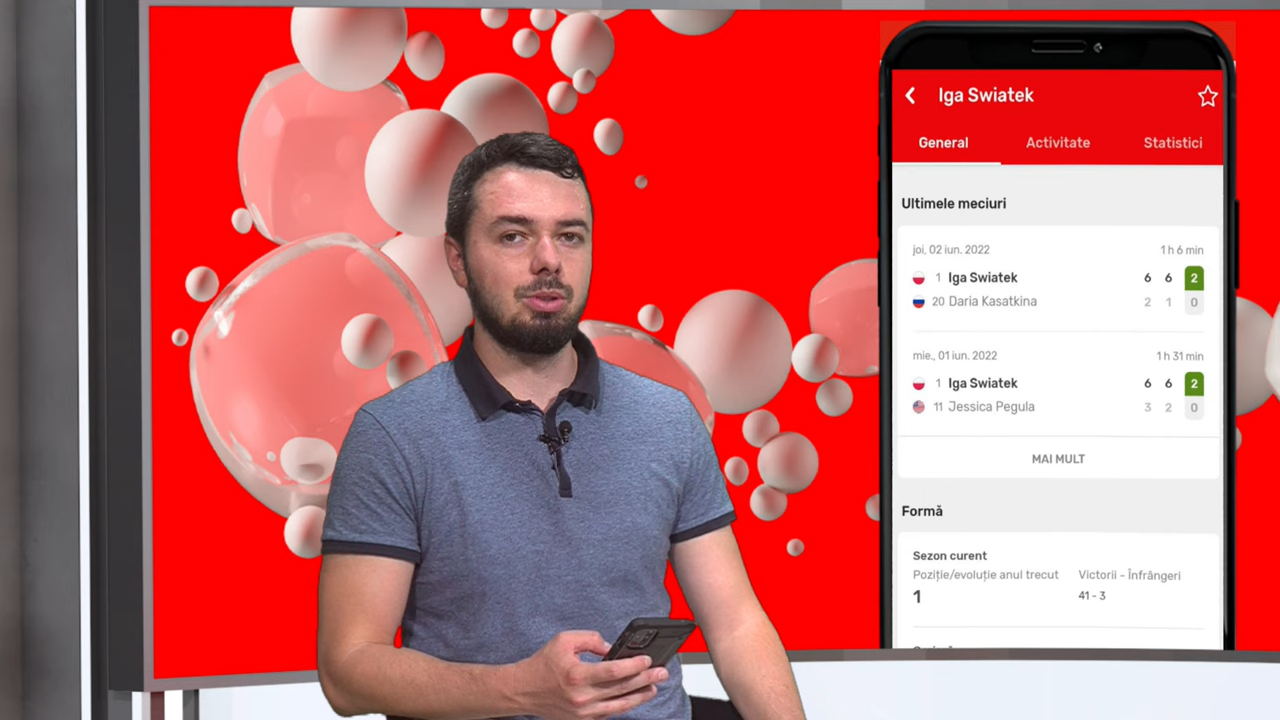 Iga Swiatek
General Activitate Statistici
Ultimele meciuri
joi, 02 iun. 2022 1 h 6 min
1 Iga Swiatek 6 6 2
20 Daria Kasatkina 2 1 0
mie., 01 iun. 2022 1 h 31 min
1 Iga Swiatek 6 6 2
11 Jessica Pegula 3 2 0
MAI MULT
Formă
Sezon curent
Poziție/evoluție anul trecut Victorii - Înfrângeri
1 41 - 3